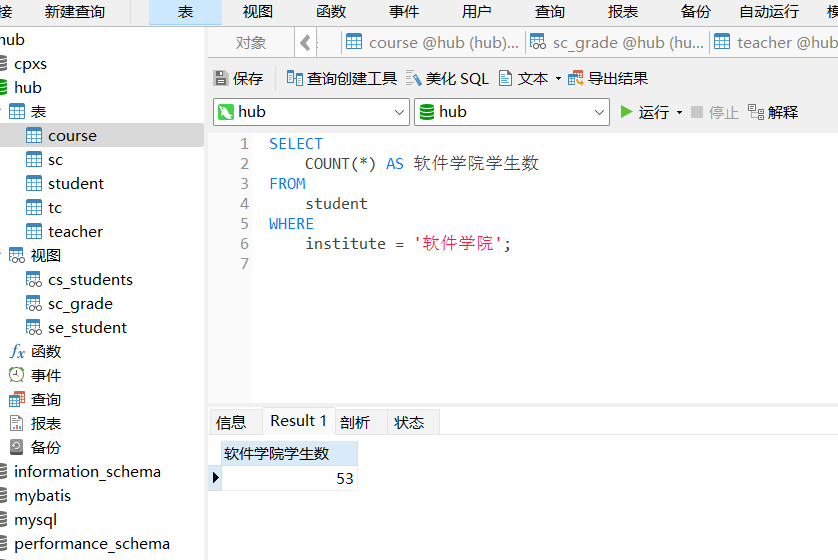 接 新建查询 表 视图 函数 事件 用户 查询 报表 备份 自动运行 模
对象 course @hub (hub)... sc_grade @hub (hu... teacher @hub
保存 查询创建工具 美化 SQL 文本 导出结果
hub hub 运行 停止 解释
hub
cpxs
hub
表
course
sc
student
tc
teacher
视图
cs_students
sc_grade
se_student
函数
事件
查询
报表
备份
information_schema
mybatis
mysql
performance_schema
1 SELECT
2 COUNT(*) AS 软件学院学生数
3 FROM
4 student
5 WHERE
6 institute = '软件学院';
7
信息 Result 1 剖析 状态
软件学院学生数
53